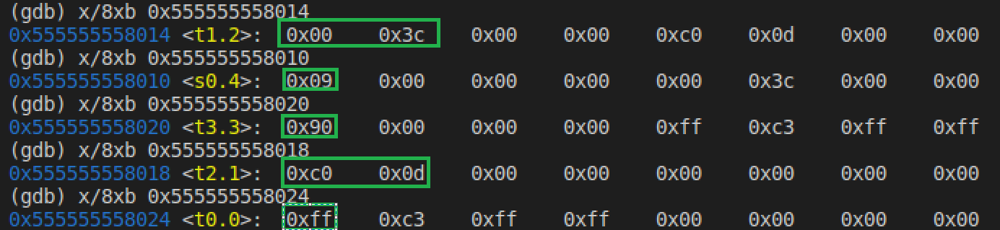 (gdb) x/8xb 0x555555558014
0x555555558014 <t1.2>: 0x00 0x3c 0x00 0x00 0xc0 0x0d 0x00 0x00
(gdb) x/8xb 0x555555558010
0x555555558010 <s0.4>: 0x09 0x00 0x00 0x00 0x00 0x3c 0x00 0x00
(gdb) x/8xb 0x555555558020
0x555555558020 <t3.3>: 0x90 0x00 0x00 0x00 0xff 0xc3 0xff 0xff
(gdb) x/8xb 0x555555558018
0x555555558018 <t2.1>: 0xc0 0x0d 0x00 0x00 0x00 0x00 0x00 0x00
(gdb) x/8xb 0x555555558024
0x555555558024 <t0.0>: 0xff 0xc3 0xff 0xff 0x00 0x00 0x00 0x00